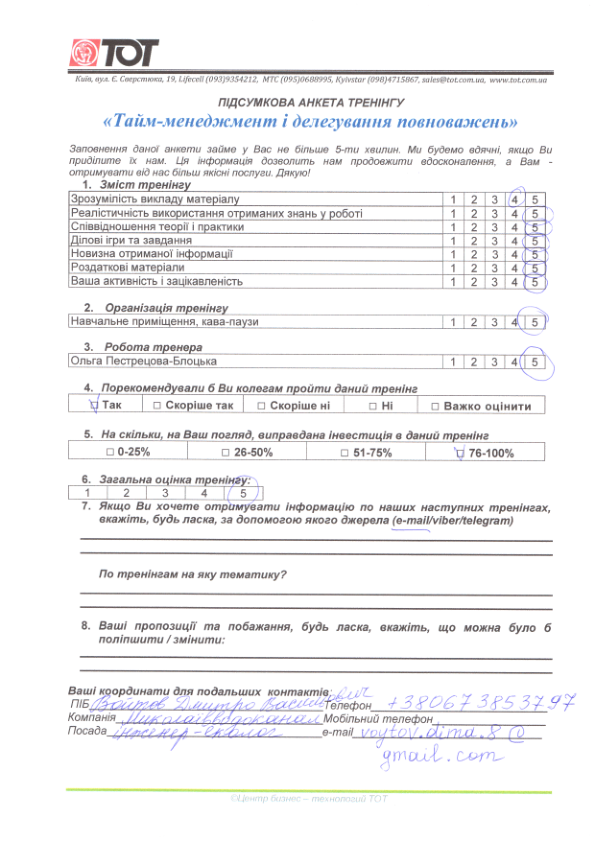 ТОТ
Київ, вул. Є. Сверстюка, 19, Lifecell (093)9354212, МТС (095)0688995, Kyivstar (098)4715867, sales@tot.com.ua, www.tot.com.ua
ПІДСУМКОВА АНКЕТА ТРЕНІНГУ
«Тайм-менеджмент і делегування повноважень»
Заповнення даної анкети займе у Вас не більше 5-ти хвилин. Ми будемо вдячні, якщо Ви
приділите їх нам. Ця інформація дозволить нам продовжити вдосконалення, а Вам -
отримувати від нас більш якісні послуги. Дякую!
1. Зміст тренінгу
Зрозумілість викладу матеріалу 1 2 3 4 5
Реалістичність використання отриманих знань у роботі 1 2 3 4 5
Співвідношення теорії і практики 1 2 3 4 5
Ділові ігри та завдання 1 2 3 4 5
Новизна отриманої інформації 1 2 3 4 5
Роздаткові матеріали 1 2 3 4 5
Ваша активність і зацікавленість 1 2 3 4 5
2. Організація тренінгу
Навчальне приміщення, кава-паузи 1 2 3 4 5
3. Робота тренера
Ольга Пестрецова-Блоцька 1 2 3 4 5
4. Порекомендували б Ви колегам пройти даний тренінг
□ Так □ Скоріше так □ Скоріше ні □ Ні □ Важко оцінити
5. На скільки, на Ваш погляд, виправдана інвестиція в даний тренінг
□ 0-25% □ 26-50% □ 51-75% □ 76-100%
6. Загальна оцінка тренінгу:
1 2 3 4 5
7. Якщо Ви хочете отримувати інформацію по наших наступних тренінгах,
вкажіть, будь ласка, за допомогою якого джерела (e-mail/viber/telegram)
По тренінгам на яку тематику?
8. Ваші пропозиції та побажання, будь ласка, вкажіть, що можна було б
поліпшити / змінити:
Ваші координати для подальших контактів:
ПІБ Войтов Дмитро Васильович Телефон +380673853797
Компанія Миколаївводоканал Мобільний телефон
Посада інженер-еколог e-mail voytov.dima.8@
gmail.com
©Центр бизнес – технологий ТОТ